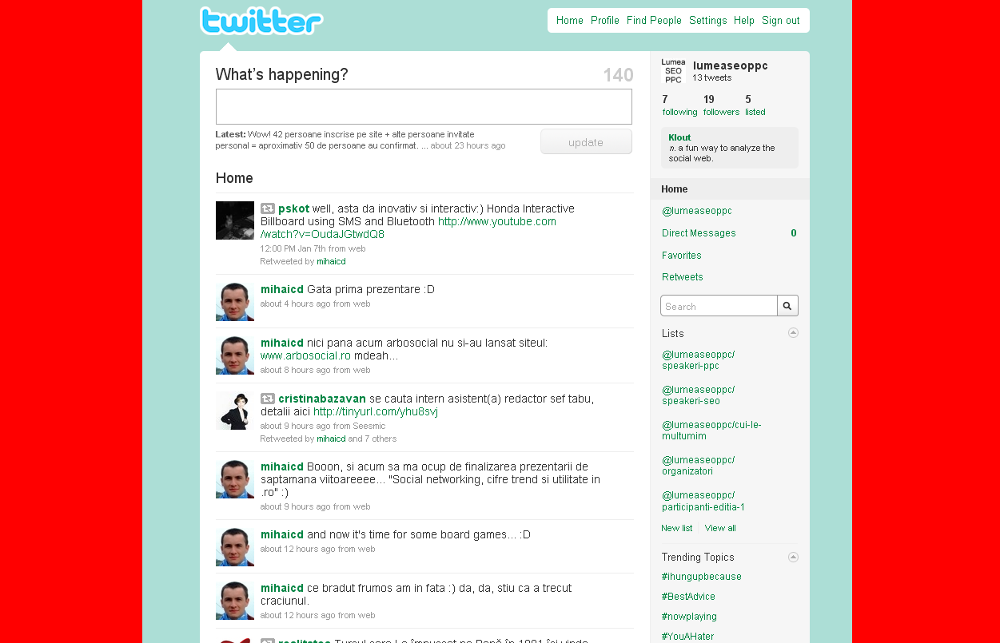 twitter
Home Profile Find People Settings Help Sign out
What's happening? 140
Latest: Wow! 42 persoane inscrise pe site + alte persoane invitate
personal = aproximativ 50 de persoane au confirmat. ... about 23 hours ago
update
Home
pskot well, asta da inovativ si interactiv:) Honda Interactive
Billboard using SMS and Bluetooth http://www.youtube.com
/watch?v=OudaJGtwdQ8
12:00 PM Jan 7th from web
Retweeted by mihaicd
mihaicd Gata prima prezentare :D
about 4 hours ago from web
mihaicd nici pana acum arbosocial nu si-au lansat siteul:
www.arbosocial.ro mdeah...
about 8 hours ago from web
cristinabazavan se cauta intern asistent(a) redactor sef tabu,
detalii aici http://tinyurl.com/yhu8svj
about 9 hours ago from Seesmic
Retweeted by mihaicd and 7 others
mihaicd Booon, si acum sa ma ocup de finalizarea prezentarii de
saptamana viitoareeee... "Social networking, cifre trend si utilitate in
.ro" :)
about 9 hours ago from web
mihaicd and now it's time for some board games... :D
about 12 hours ago from web
mihaicd ce bradut frumos am in fata :) da, da, stiu ca a trecut
craciunul.
about 12 hours ago from web
realitatea Turcul care l-a împuscat pe Papă în 1981 îşi vinde
Lumea
SEO
PPC
lumeaseoppc
13 tweets
7 19 5
following followers listed
Klout
n. a fun way to analyze the
social web.
Home
@lumeaseoppc
Direct Messages 0
Favorites
Retweets
Search
Lists
@lumeaseoppc/
speakeri-ppc
@lumeaseoppc/
speakeri-seo
@lumeaseoppc/cui-le-
multumim
@lumeaseoppc/
organizatori
@lumeaseoppc/
participanti-editia-1
New list View all
Trending Topics
#ihungupbecause
#BestAdvice
#nowplaying
#YouAHater